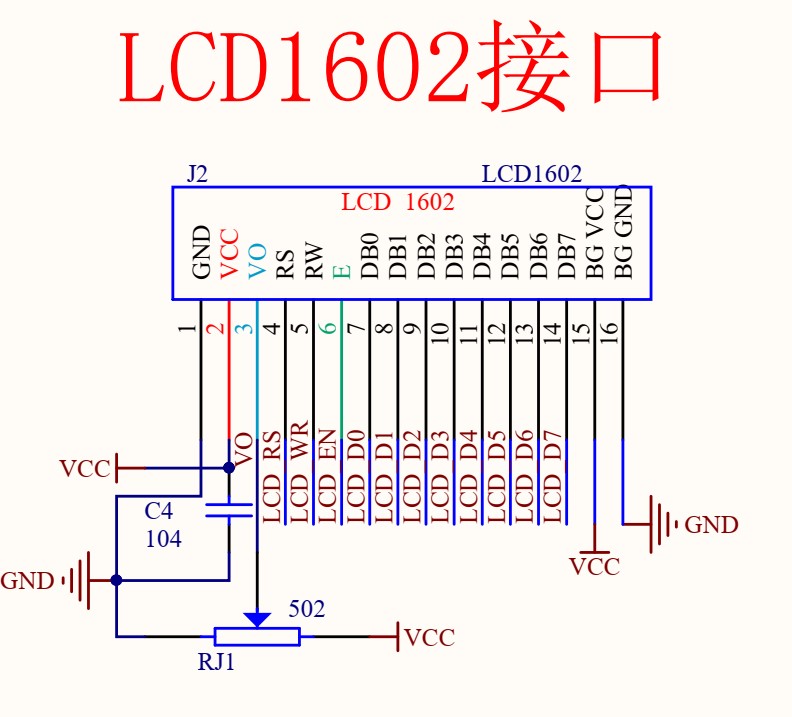 LCD1602接口
J2
LCD1602
LCD 1602
GND
VCC
VO
RS
RW
E
DB0
DB1
DB2
DB3
DB4
DB5
DB6
DB7
BG VCC
BG GND
1
2
3
4
5
6
7
8
9
10
11
12
13
14
15
16
VO
LCD RS
LCD WR
LCD EN
LCD D0
LCD D1
LCD D2
LCD D3
LCD D4
LCD D5
LCD D6
LCD D7
VCC
C4
104
GND
VCC
GND
502
VCC
RJ1